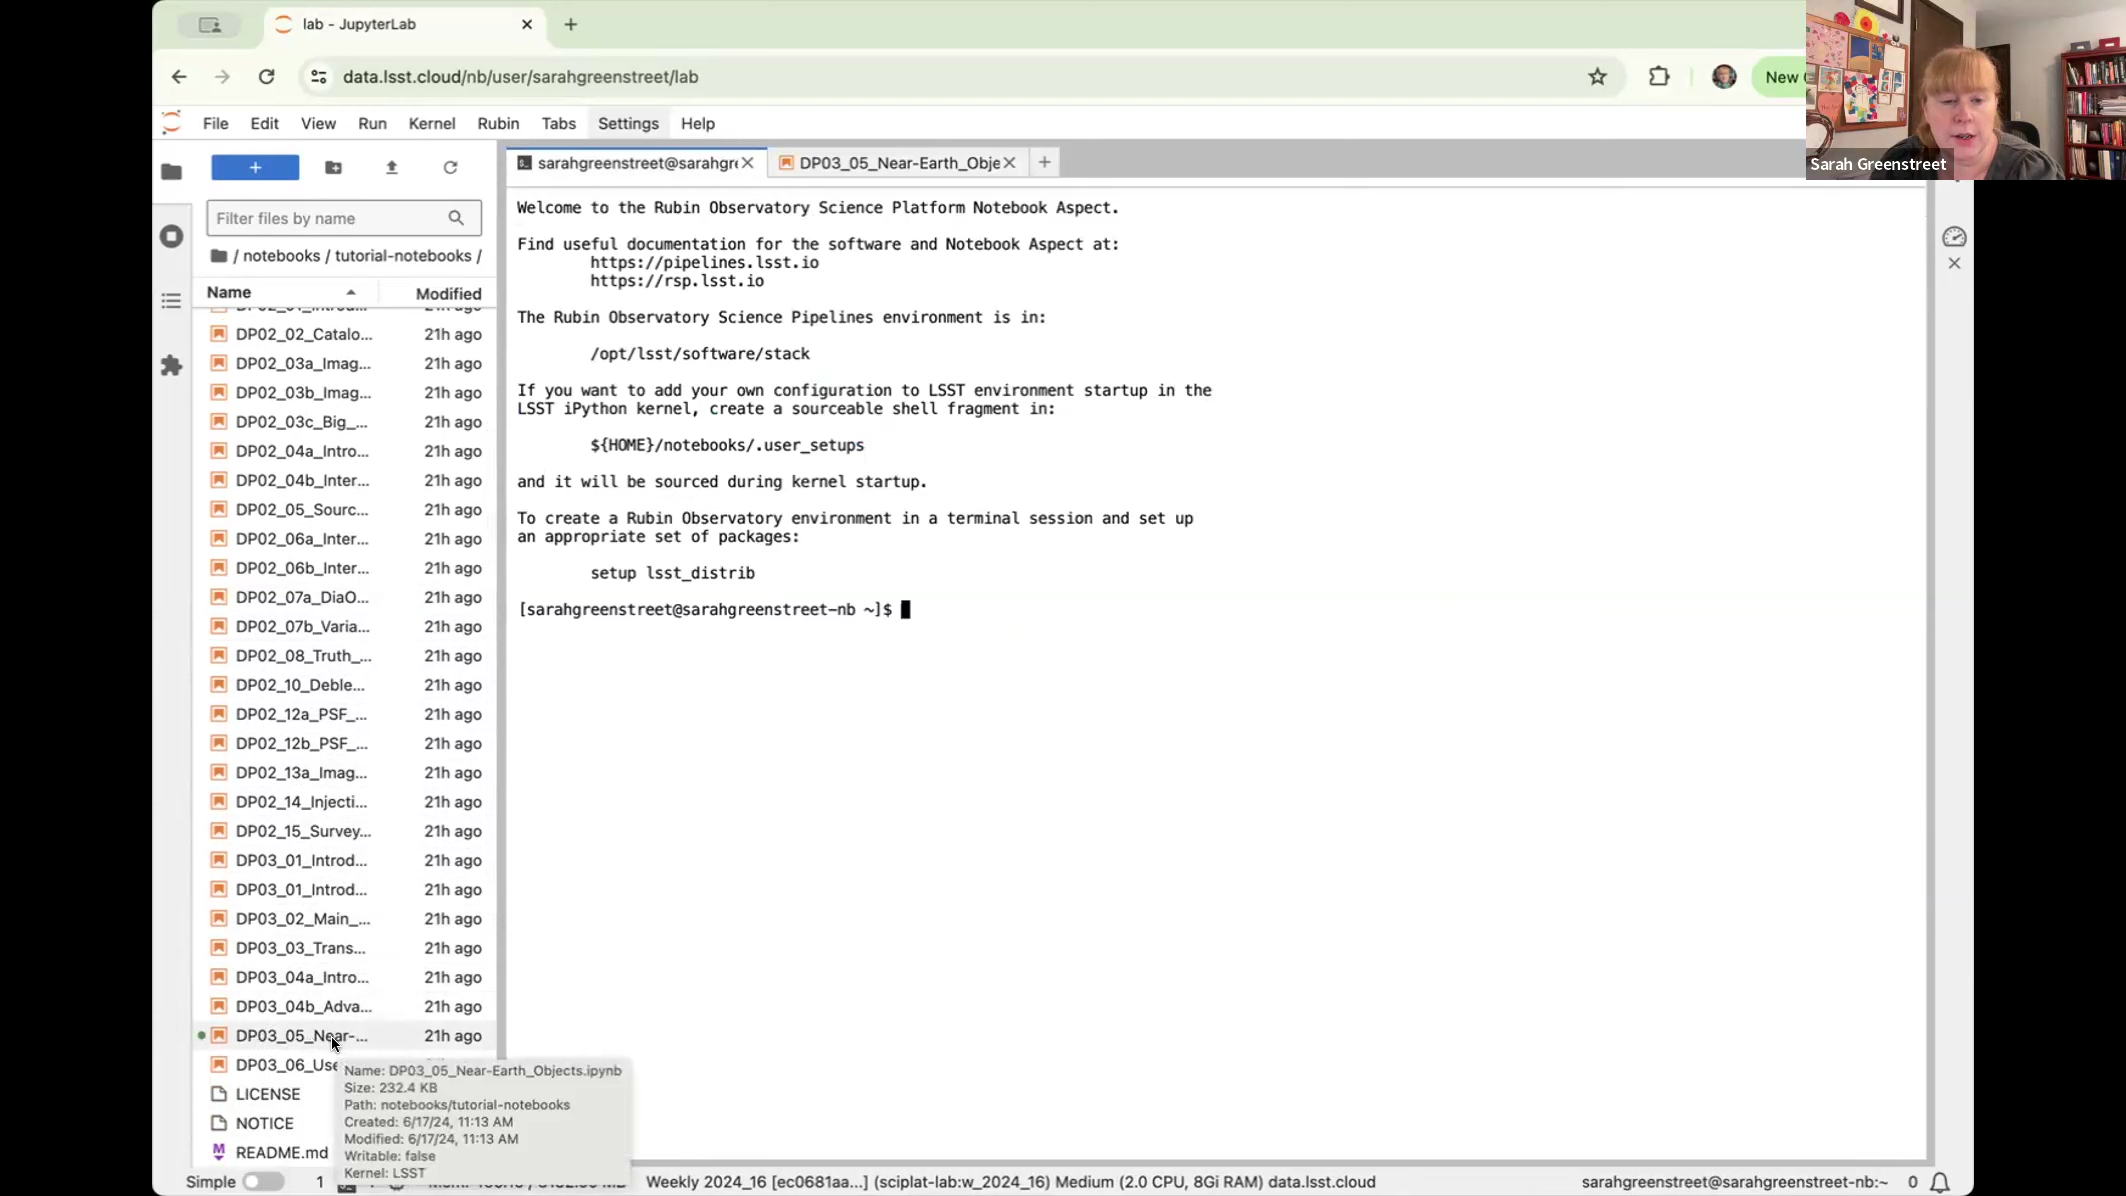 lab - JupyterLab
data.lsst.cloud/nb/user/sarahgreenstreet/lab
New
Sarah Greenstreet
File Edit View Run Kernel Rubin Tabs Settings Help
sarahgreenstreet@sarahgre
DP03_05_Near-Earth_Obje
Filter files by name
/ notebooks / tutorial-notebooks /
Name Modified
DP02_02_Catalo... 21h ago
DP02_03a_Imag... 21h ago
DP02_03b_Imag... 21h ago
DP02_03c_Big_... 21h ago
DP02_04a_Intro... 21h ago
DP02_04b_Inter... 21h ago
DP02_05_Sourc... 21h ago
DP02_06a_Inter... 21h ago
DP02_06b_Inter... 21h ago
DP02_07a_DiaO... 21h ago
DP02_07b_Varia... 21h ago
DP02_08_Truth_... 21h ago
DP02_10_Deble... 21h ago
DP02_12a_PSF_... 21h ago
DP02_12b_PSF_... 21h ago
DP02_13a_Imag... 21h ago
DP02_14_Injecti... 21h ago
DP02_15_Survey... 21h ago
DP03_01_Introd... 21h ago
DP03_01_Introd... 21h ago
DP03_02_Main_... 21h ago
DP03_03_Trans... 21h ago
DP03_04a_Intro... 21h ago
DP03_04b_Adva... 21h ago
DP03_05_Near-... 21h ago
DP03_06_Use
LICENSE
NOTICE
README.md
Name: DP03_05_Near-Earth_Objects.ipynb
Size: 232.4 KB
Path: notebooks/tutorial-notebooks
Created: 6/17/24, 11:13 AM
Modified: 6/17/24, 11:13 AM
Writable: false
Kernel: LSST
Welcome to the Rubin Observatory Science Platform Notebook Aspect.
Find useful documentation for the software and Notebook Aspect at:
https://pipelines.lsst.io
https://rsp.lsst.io
The Rubin Observatory Science Pipelines environment is in:
/opt/lsst/software/stack
If you want to add your own configuration to LSST environment startup in the
LSST iPython kernel, create a sourceable shell fragment in:
${HOME}/notebooks/.user_setups
and it will be sourced during kernel startup.
To create a Rubin Observatory environment in a terminal session and set up
an appropriate set of packages:
setup lsst_distrib
[sarahgreenstreet@sarahgreenstreet-nb ~]$
Simple 1 Weekly 2024_16 [ec0681aa...] (sciplat-lab:w_2024_16) Medium (2.0 CPU, 8Gi RAM) data.lsst.cloud sarahgreenstreet@sarahgreenstreet-nb:~ 0